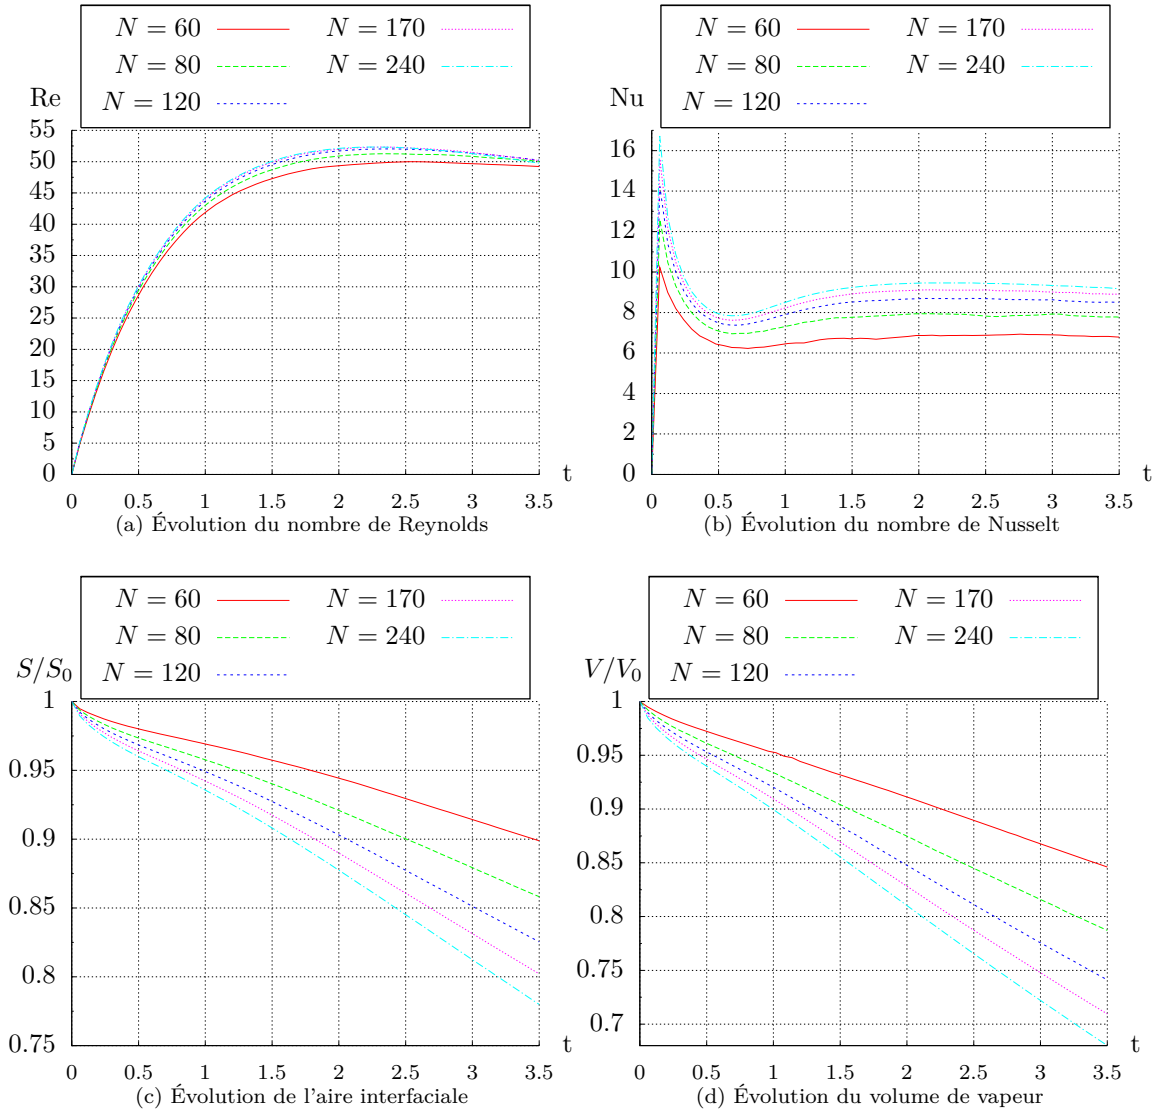 N = 60 N = 170
N = 80 N = 240
N = 120
Re
55
50
45
40
35
30
25
20
15
10
5
0
0 0.5 1 1.5 2 2.5 3 3.5
t
(a) Évolution du nombre de Reynolds
N = 60 N = 170
N = 80 N = 240
N = 120
Nu
16
14
12
10
8
6
4
2
0
0 0.5 1 1.5 2 2.5 3 3.5
t
(b) Évolution du nombre de Nusselt
N = 60 N = 170
N = 80 N = 240
N = 120
S/S₀
1
0.95
0.9
0.85
0.8
0.75
0 0.5 1 1.5 2 2.5 3 3.5
t
(c) Évolution de l'aire interfaciale
N = 60 N = 170
N = 80 N = 240
N = 120
V/V₀
1
0.95
0.9
0.85
0.8
0.75
0.7
0 0.5 1 1.5 2 2.5 3 3.5
t
(d) Évolution du volume de vapeur